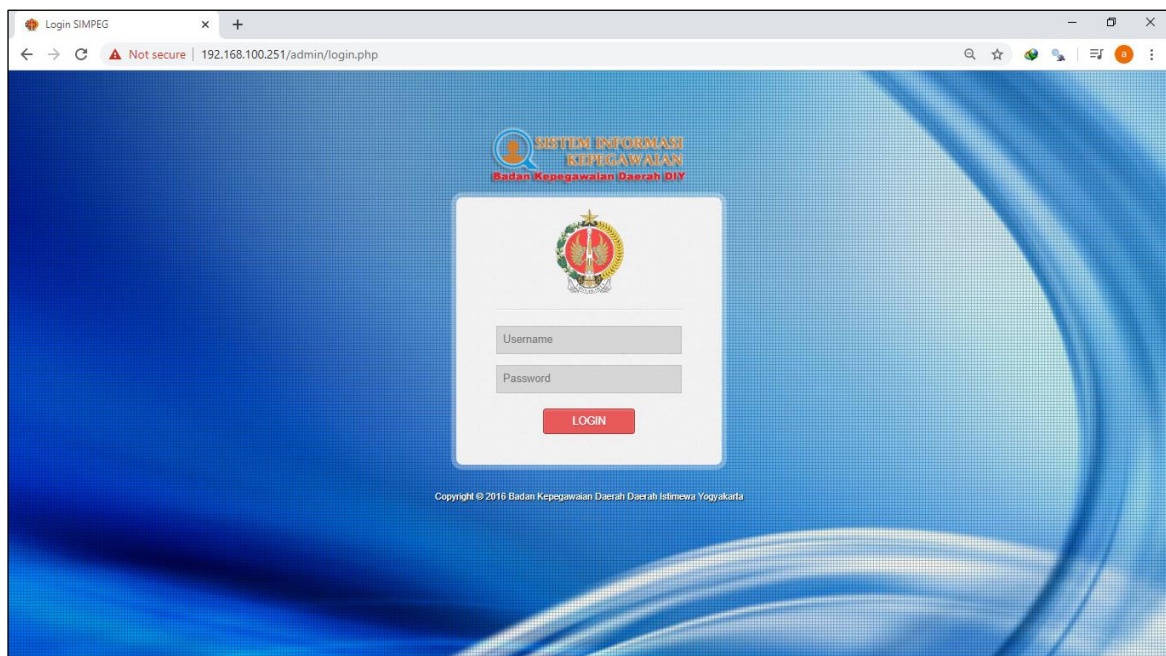 Login SIMPEG
Not secure | 192.168.100.251/admin/login.php
a
SISTEM INFORMASI
KEPEGAWAIAN
Badan Kepegawaian Daerah DIY
Username
Password
LOGIN
Copyright © 2016 Badan Kepegawaian Daerah Daerah Istimewa Yogyakarta